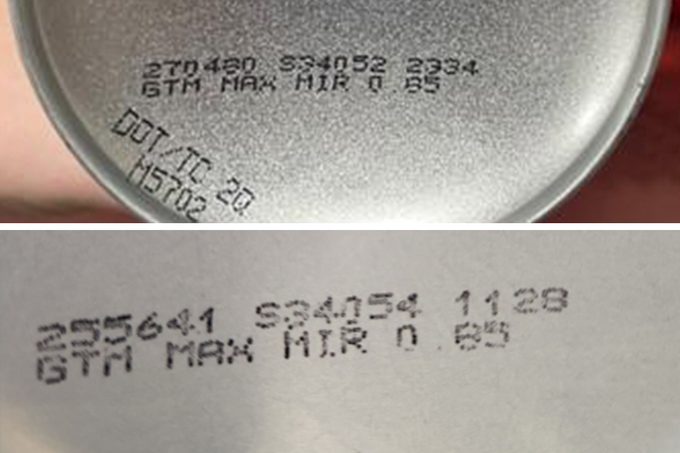 270480 S34052 2334
GTM MAX MIR 0.85
DOT/TC 2Q
M5702
255641 S34054 1128
GTM MAX MIR 0.85